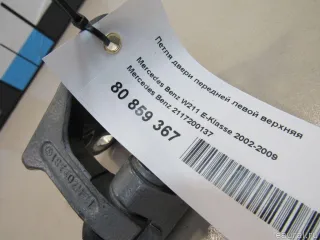 Петля двери передней левой верхняя
Mercedes Benz W211 E-Klasse 2002-2009
Mercedes Benz 2117200137
80 859 367